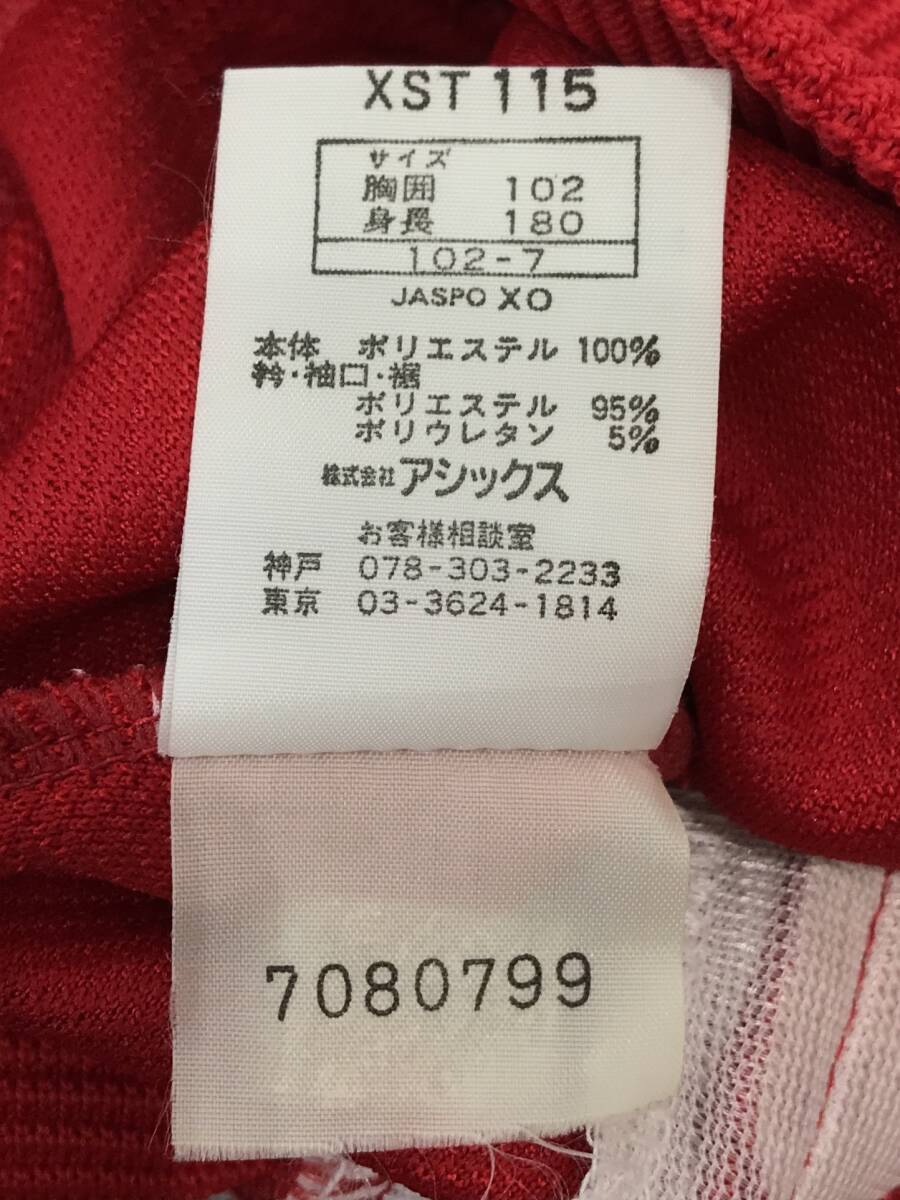 XST 115
サイズ
胸囲 102
身長 180
102-7
JASPO XO
本体 ポリエステル 100%
衿・袖口・裾
ポリエステル 95%
ポリウレタン 5%
株式会社アシックス
お客様相談室
神戸 078-303-2233
東京 03-3624-1814
7080799